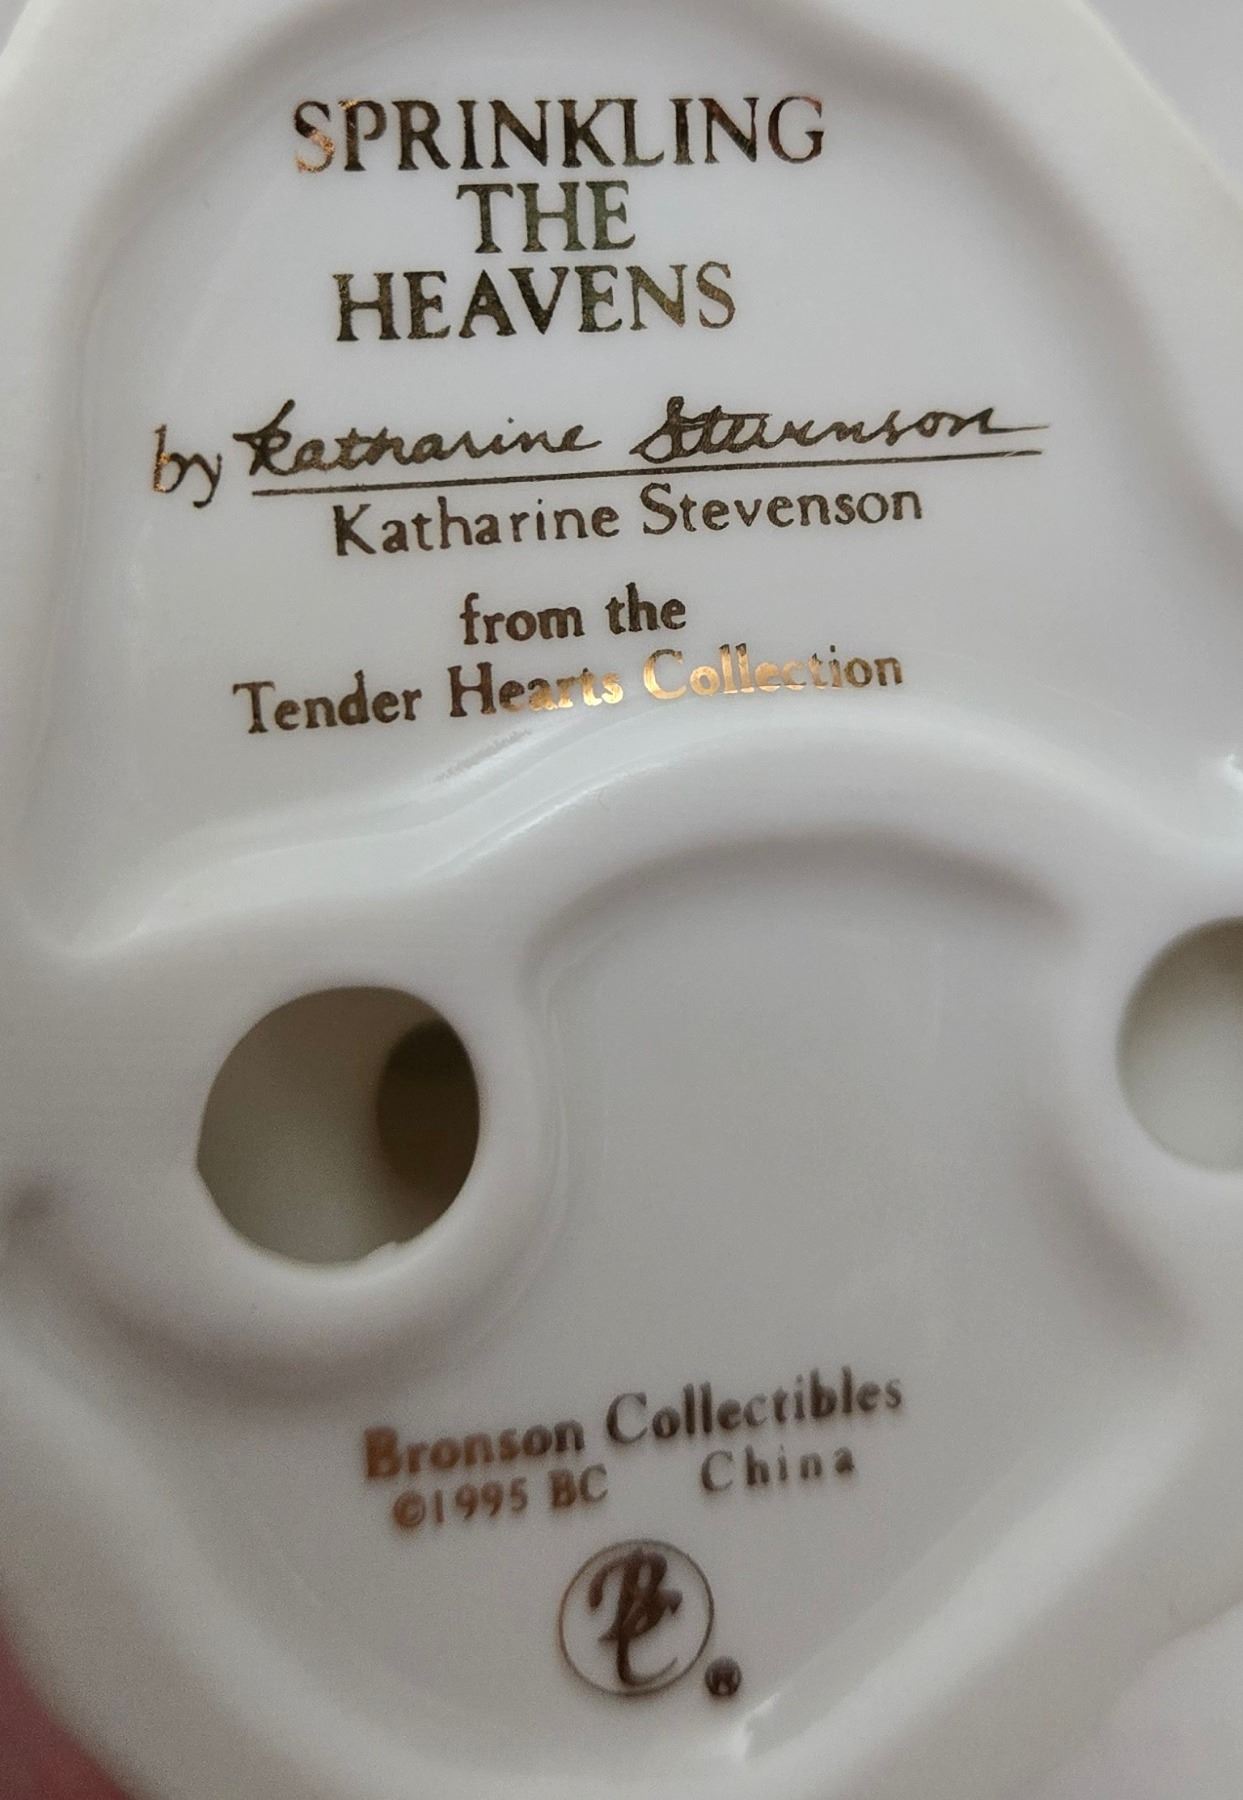 SPRINKLING
THE
HEAVENS
by Katharine Stevenson
Katharine Stevenson
from the
Tender Hearts Collection
Bronson Collectibles
©1995 BC China
BC
®